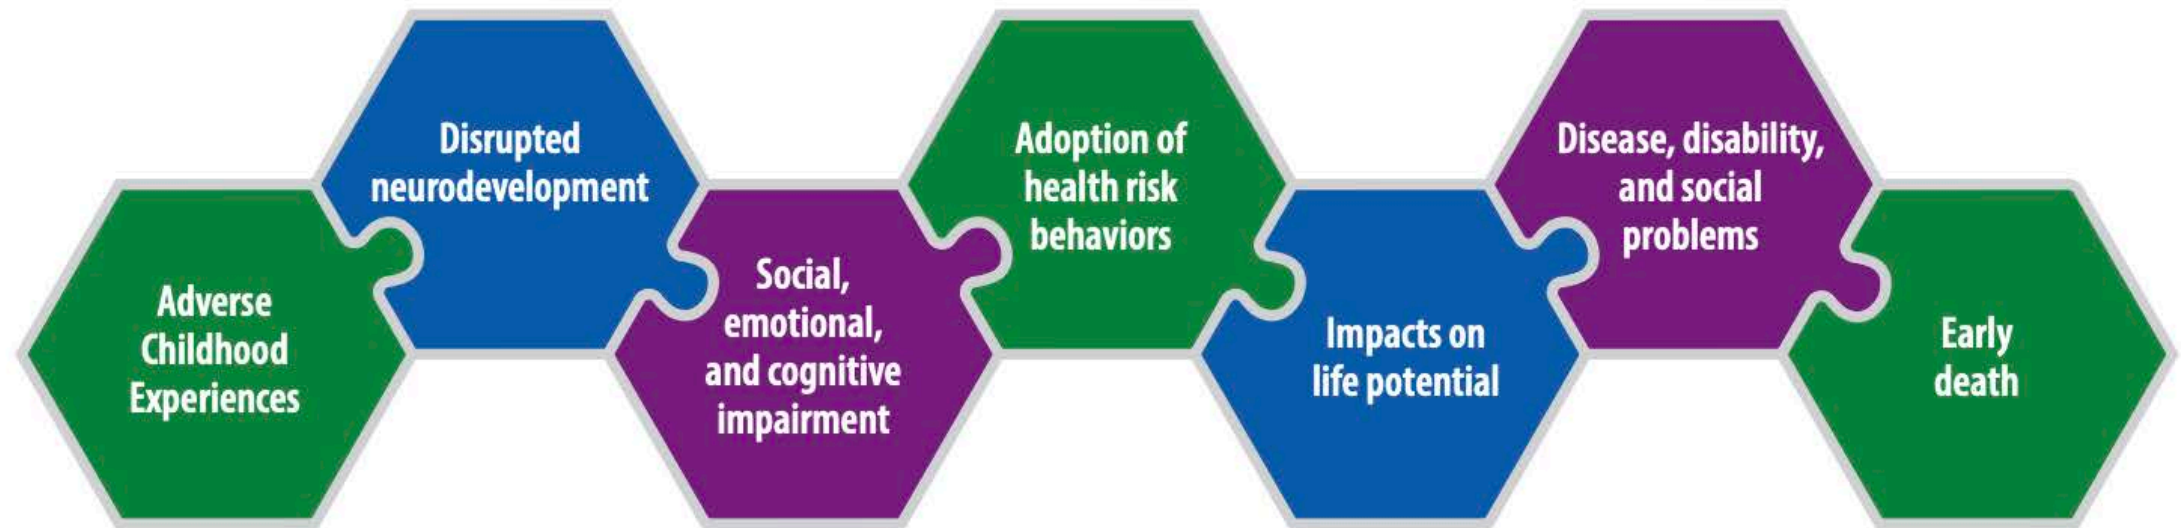 Adverse
Childhood
Experiences
Disrupted
neurodevelopment
Social,
emotional,
and cognitive
impairment
Adoption of
health risk
behaviors
Impacts on
life potential
Disease, disability,
and social
problems
Early
death